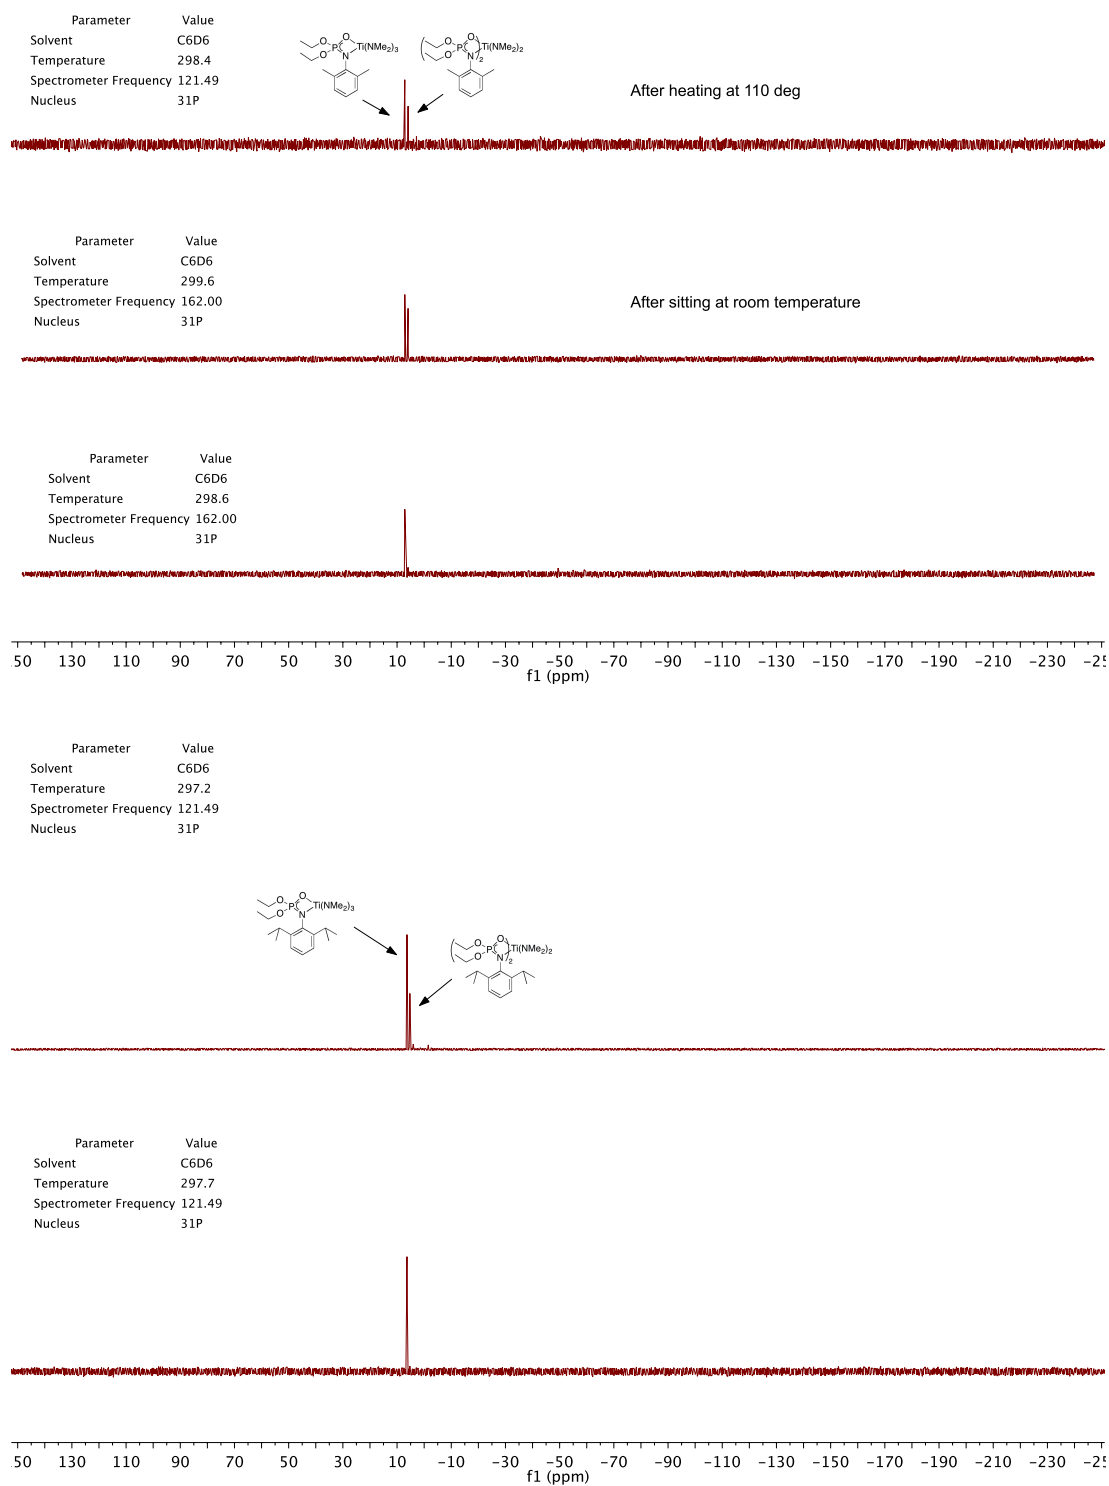 Parameter Value
Solvent C6D6
Temperature 298.4
Spectrometer Frequency 121.49
Nucleus 31P
O O P O N Ti(NMe2)3
( O O P O N )2 Ti(NMe2)2
After heating at 110 deg
Parameter Value
Solvent C6D6
Temperature 299.6
Spectrometer Frequency 162.00
Nucleus 31P
After sitting at room temperature
Parameter Value
Solvent C6D6
Temperature 298.6
Spectrometer Frequency 162.00
Nucleus 31P
50 130 110 90 70 50 30 10 −10 −30 −50 −70 −90 −110 −130 −150 −170 −190 −210 −230 −25
f1 (ppm)
Parameter Value
Solvent C6D6
Temperature 297.2
Spectrometer Frequency 121.49
Nucleus 31P
O O P O N Ti(NMe2)3
( O O P O N )2 Ti(NMe2)2
Parameter Value
Solvent C6D6
Temperature 297.7
Spectrometer Frequency 121.49
Nucleus 31P
50 130 110 90 70 50 30 10 −10 −30 −50 −70 −90 −110 −130 −150 −170 −190 −210 −230 −25
f1 (ppm)